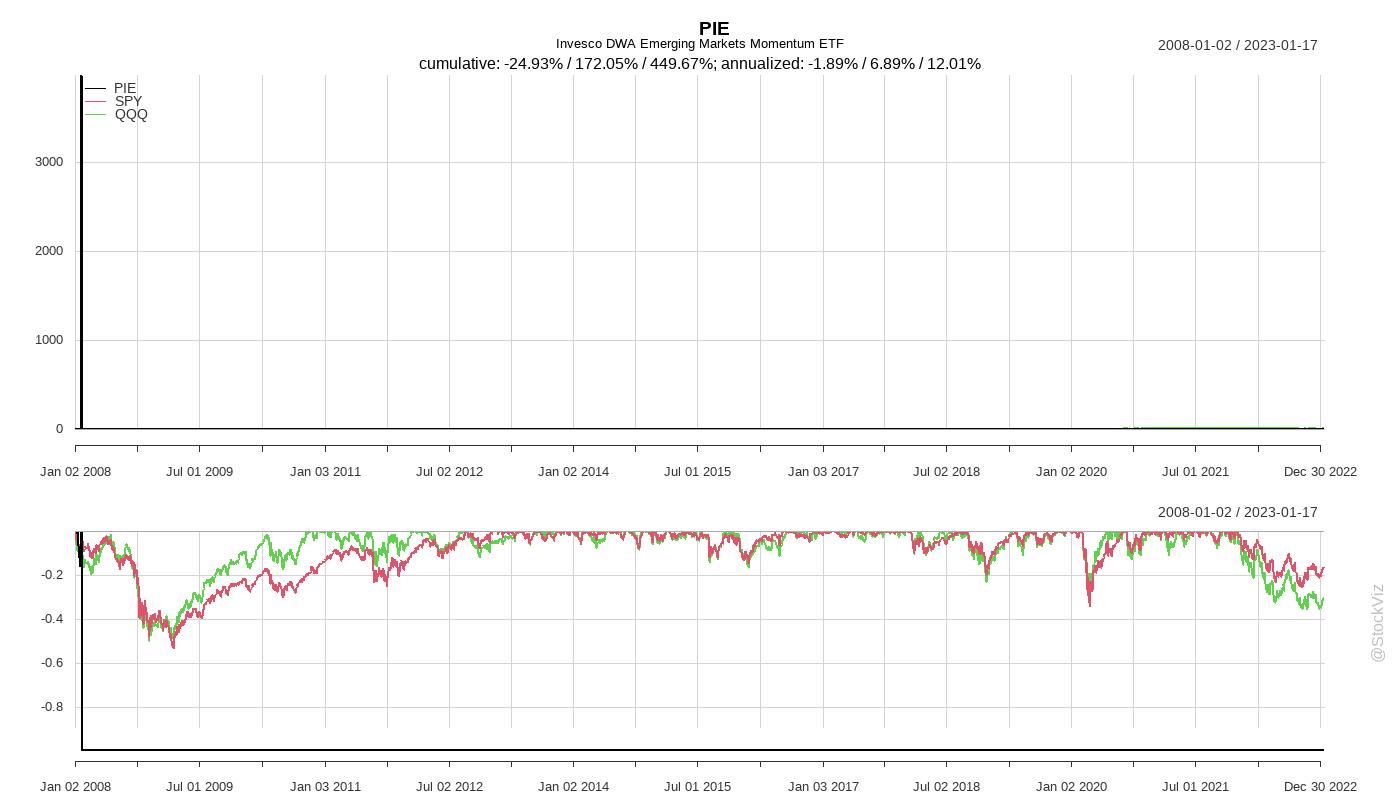 PIE
Invesco DWA Emerging Markets Momentum ETF
2008-01-02 / 2023-01-17
cumulative: -24.93% / 172.05% / 449.67%; annualized: -1.89% / 6.89% / 12.01%
PIE
SPY
QQQ
3000
2000
1000
0
Jan 02 2008 Jul 01 2009 Jan 03 2011 Jul 02 2012 Jan 02 2014 Jul 01 2015 Jan 03 2017 Jul 02 2018 Jan 02 2020 Jul 01 2021 Dec 30 2022
2008-01-02 / 2023-01-17
-0.2
-0.4
-0.6
-0.8
@StockViz
Jan 02 2008 Jul 01 2009 Jan 03 2011 Jul 02 2012 Jan 02 2014 Jul 01 2015 Jan 03 2017 Jul 02 2018 Jan 02 2020 Jul 01 2021 Dec 30 2022